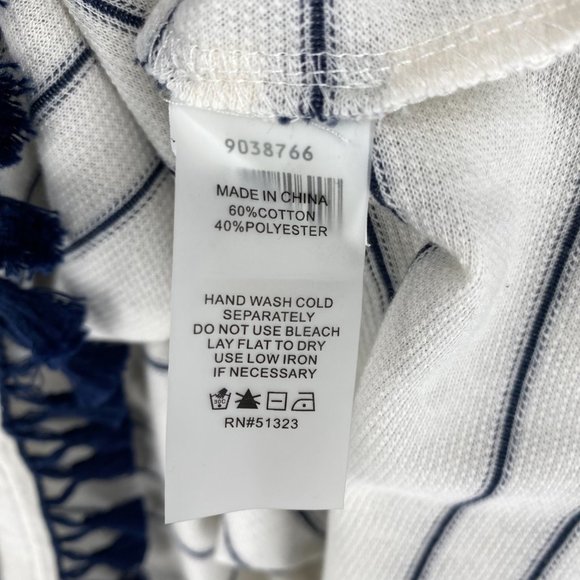 9038766
MADE IN CHINA
60%COTTON
40%POLYESTER
HAND WASH COLD
SEPARATELY
DO NOT USE BLEACH
LAY FLAT TO DRY
USE LOW IRON
IF NECESSARY
RN#51323